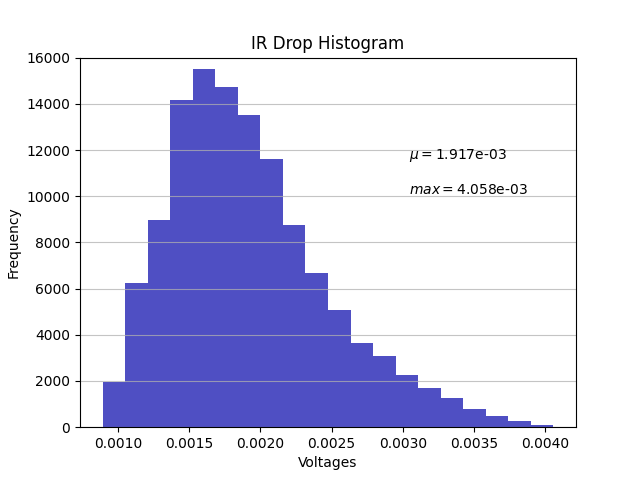 IR Drop Histogram
16000
14000
12000
10000
8000
6000
4000
2000
0
Frequency
μ = 1.917e-03
max = 4.058e-03
0.0010 0.0015 0.0020 0.0025 0.0030 0.0035 0.0040
Voltages